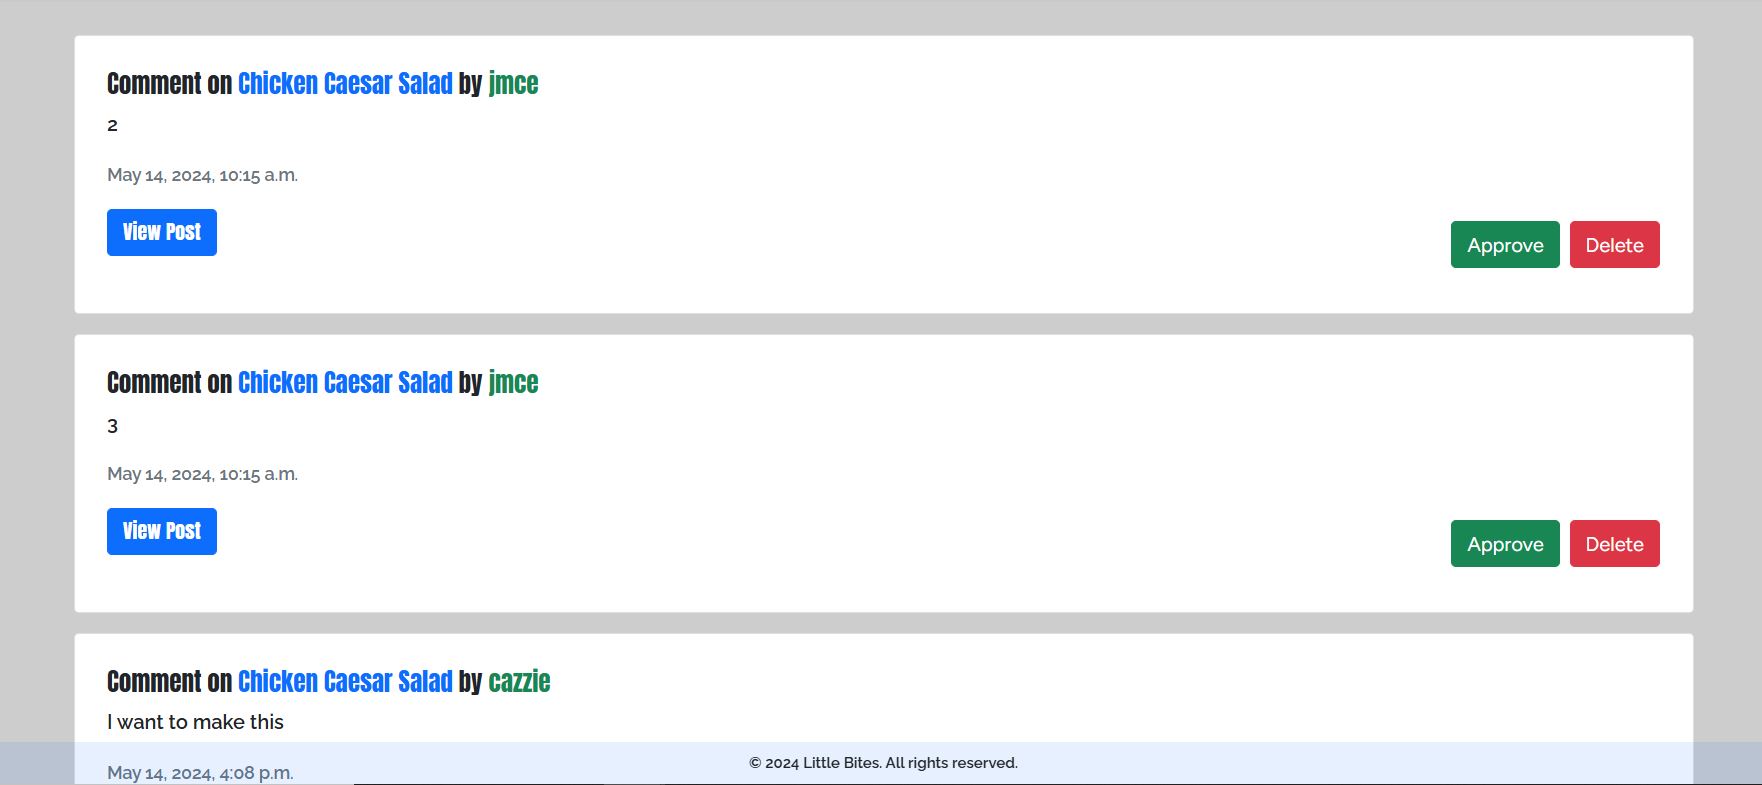 Comment on Chicken Caesar Salad by jmce
2
May 14, 2024, 10:15 a.m.
View Post
Approve Delete
Comment on Chicken Caesar Salad by jmce
3
May 14, 2024, 10:15 a.m.
View Post
Approve Delete
Comment on Chicken Caesar Salad by cazzie
I want to make this
© 2024 Little Bites. All rights reserved.
May 14, 2024, 4:08 p.m.